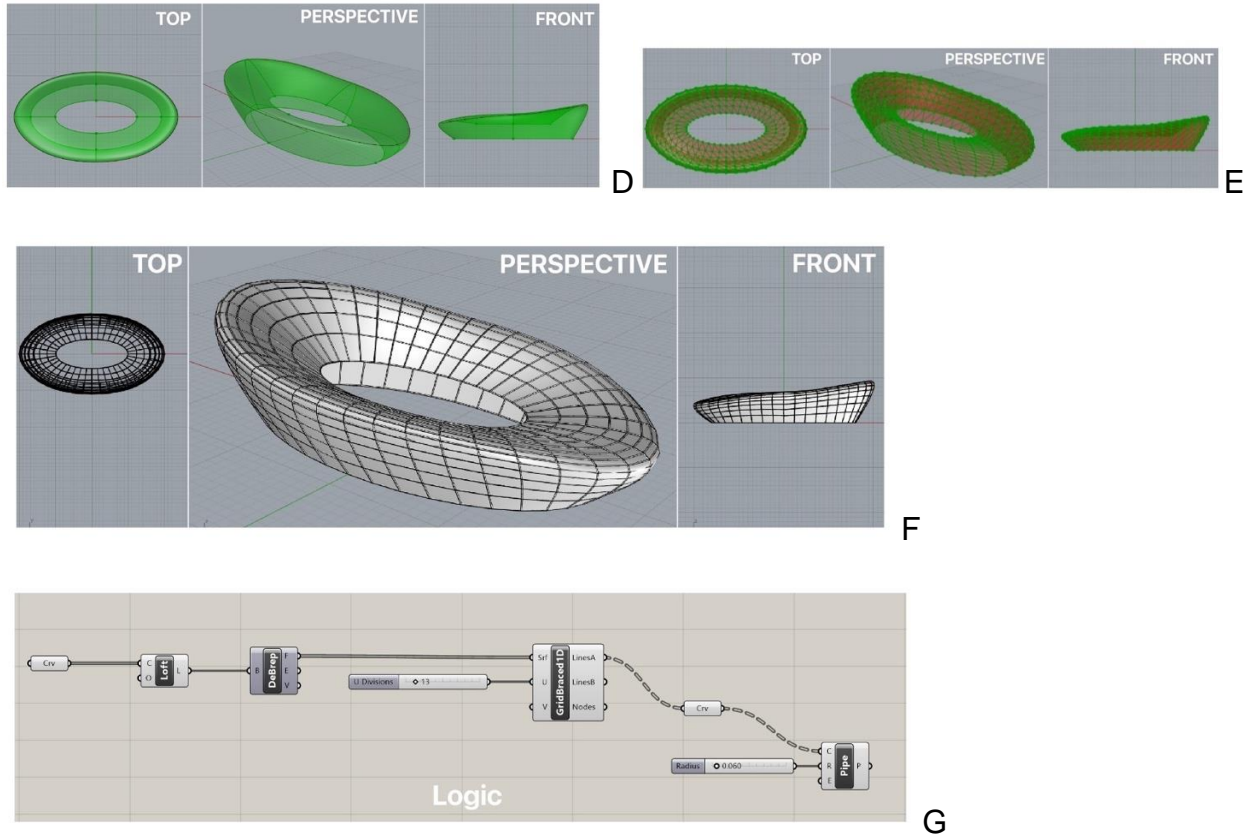 TOP PERSPECTIVE FRONT
D
TOP PERSPECTIVE FRONT
E
TOP PERSPECTIVE FRONT
F
Crv
C
O
Loft
L
B
DeBrep
F
E
V
U Divisions 13
Srf
U
V
GridBraced1D
LinesA
LinesB
Nodes
Crv
Radius 0.060
C
R
E
Pipe
P
Logic
G